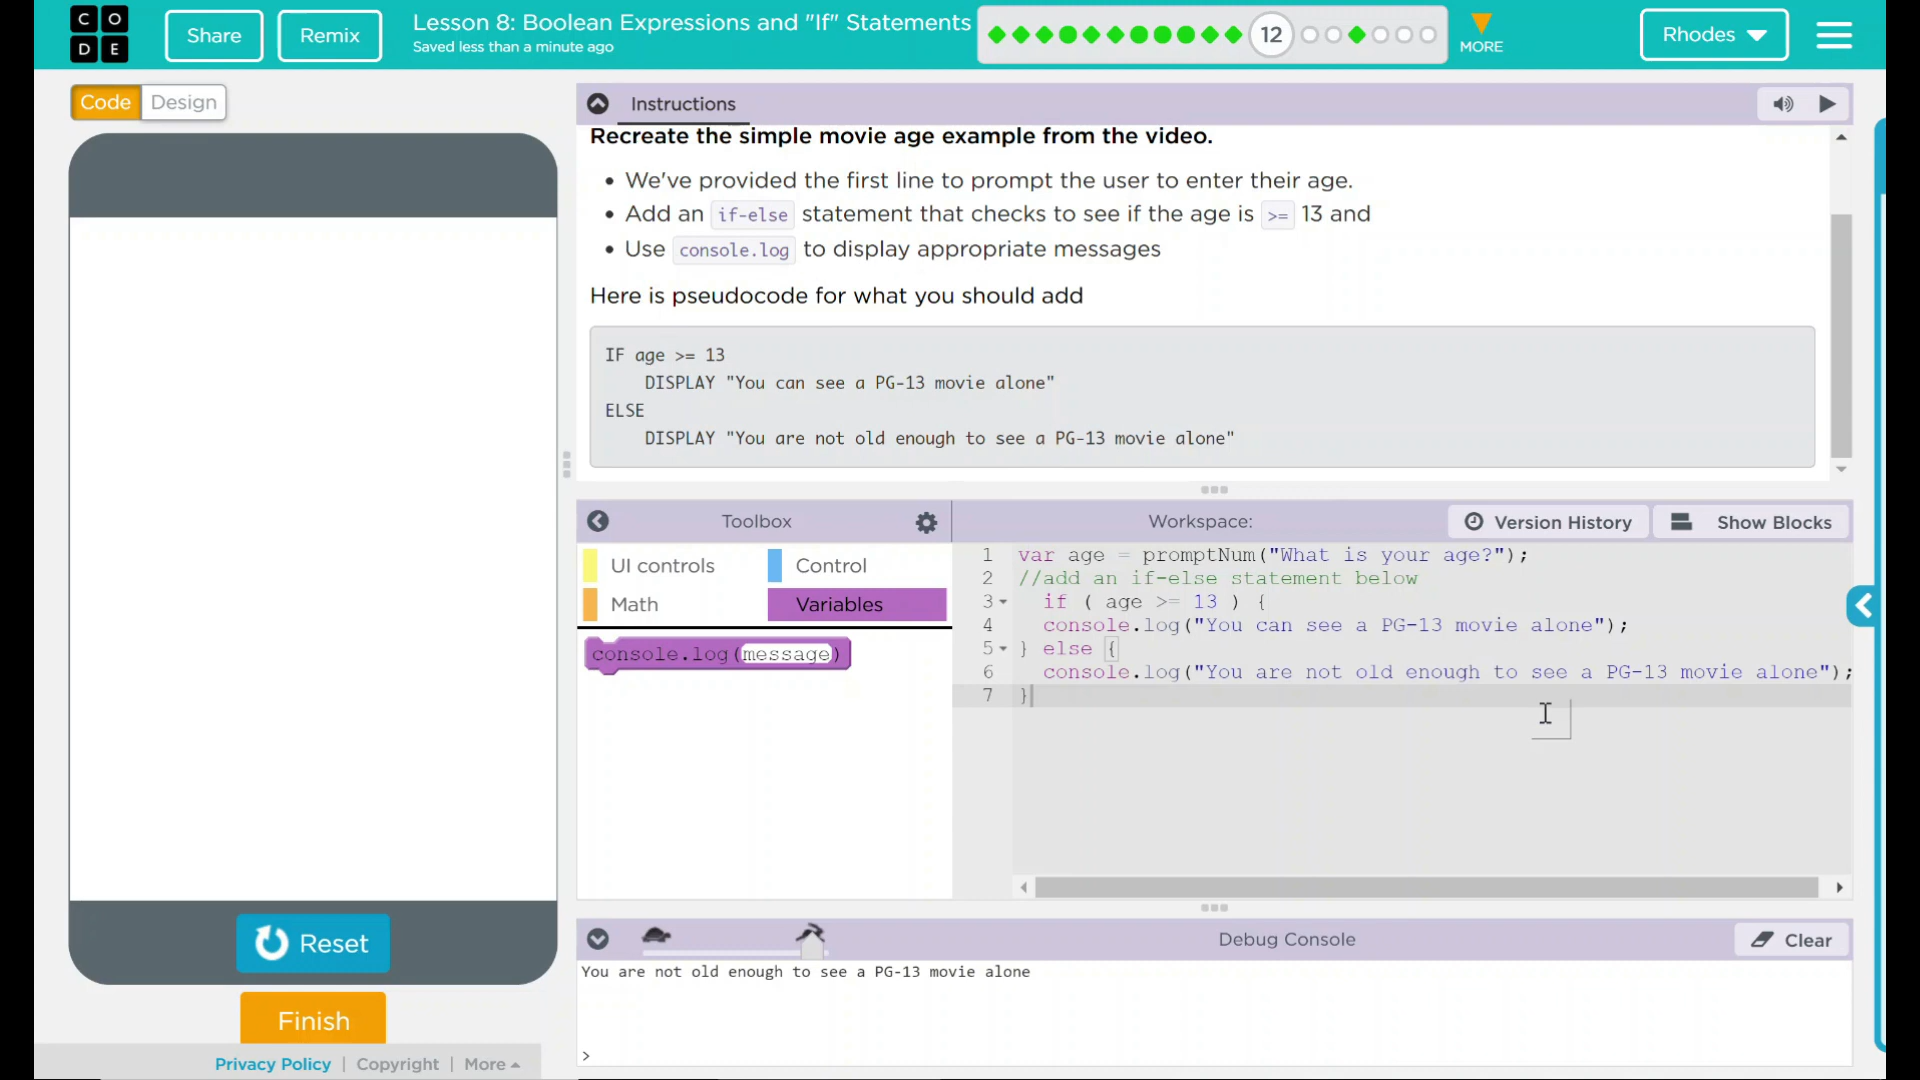 C O
D E
Share
Remix
Lesson 8: Boolean Expressions and "If" Statements
Saved less than a minute ago
12
MORE
Rhodes
Code
Design
Instructions
Recreate the simple movie age example from the video.
We've provided the first line to prompt the user to enter their age.
Add an if-else statement that checks to see if the age is >= 13 and
Use console.log to display appropriate messages
Here is pseudocode for what you should add
IF age >= 13
DISPLAY "You can see a PG-13 movie alone"
ELSE
DISPLAY "You are not old enough to see a PG-13 movie alone"
Toolbox
Workspace:
Version History
Show Blocks
UI controls
Control
Math
Variables
console.log(message)
1 var age = promptNum("What is your age?");
2 //add an if-else statement below
3 if ( age >= 13 ) {
4 console.log("You can see a PG-13 movie alone");
5 } else {
6 console.log("You are not old enough to see a PG-13 movie alone");
7 }
Debug Console
Clear
You are not old enough to see a PG-13 movie alone
>
Reset
Finish
Privacy Policy | Copyright | More